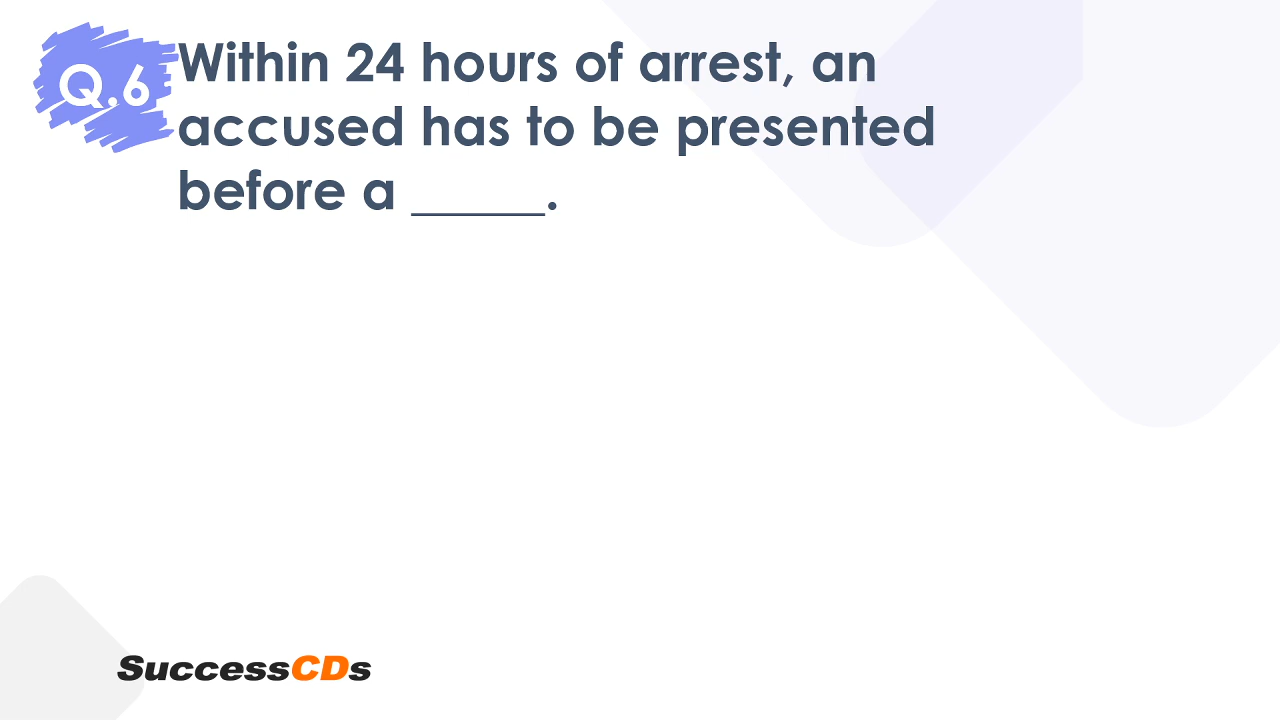 Q.6
Within 24 hours of arrest, an
accused has to be presented
before a _____.
SuccessCDs